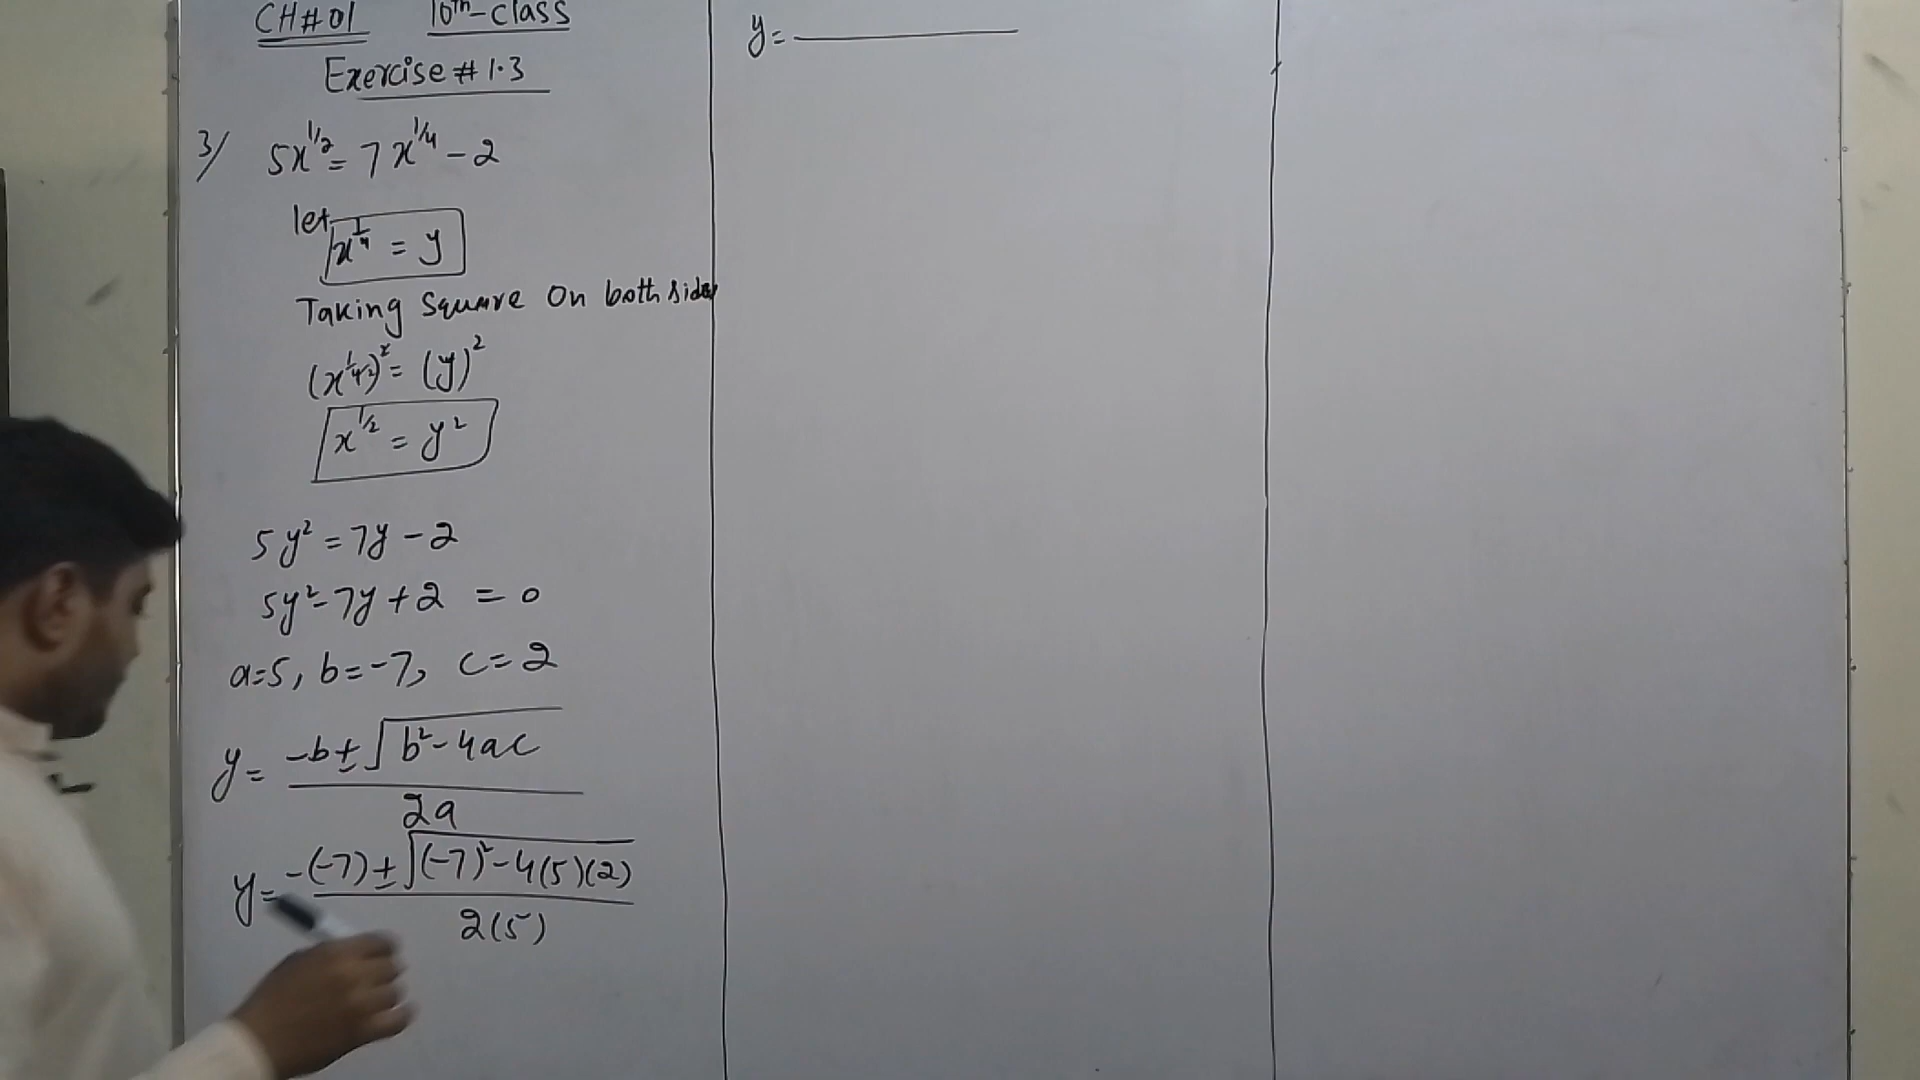 CH#01 10th-class
Exercise # 1.3
3/ 5x^1/2 = 7x^1/4 - 2
let x^1/4 = y
Taking Square On both sides
(x^1/4·2)^2 = (y)^2
x^1/2 = y^2
5y^2 = 7y - 2
5y^2 - 7y + 2 = 0
a=5, b=-7, c=2
y = -b ± √b^2 - 4ac
2a
y = -(-7) ± √(-7)^2 - 4(5)(2)
2(5)
y =